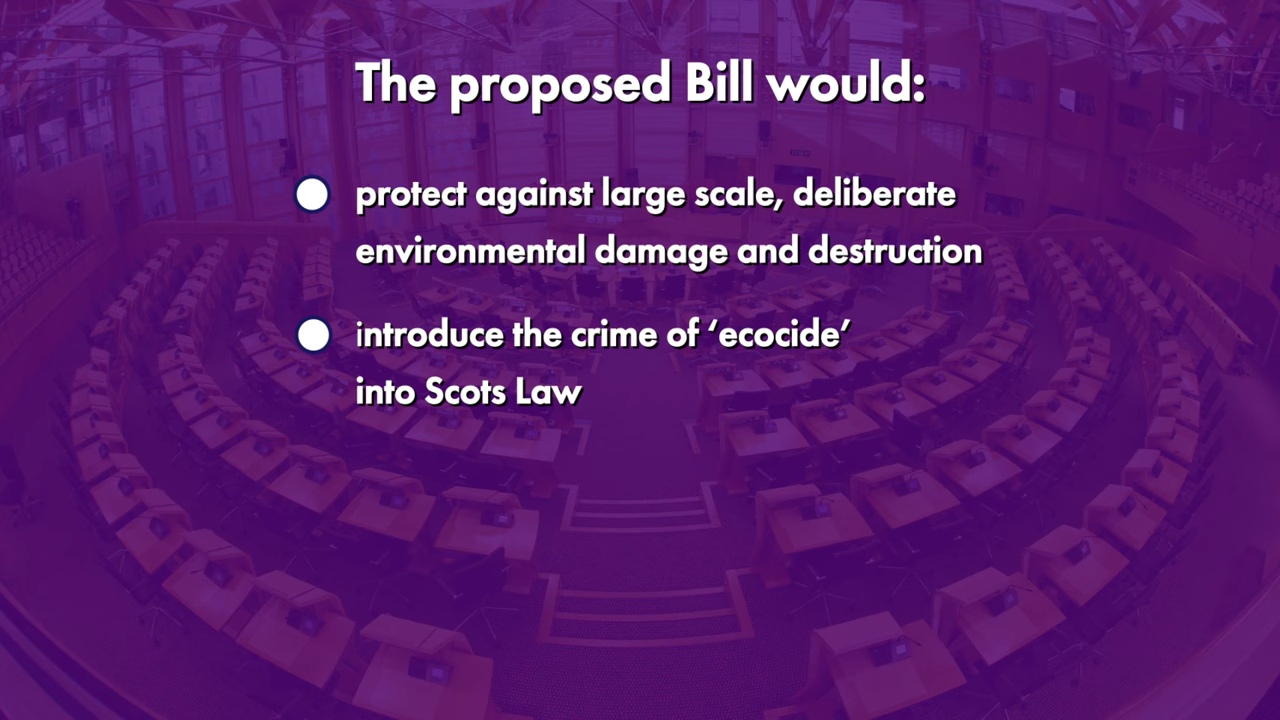 The proposed Bill would:
protect against large scale, deliberate
environmental damage and destruction
introduce the crime of ‘ecocide’
into Scots Law